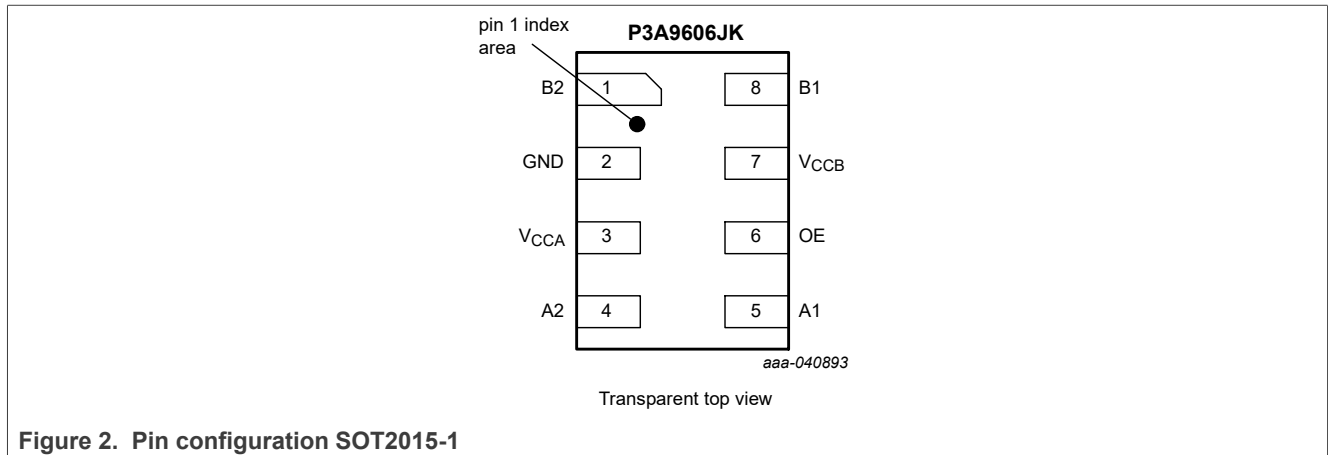 pin 1 index
area
P3A9606JK
B2 1 8 B1
GND 2 7 VCCB
VCCA 3 6 OE
A2 4 5 A1
aaa-040893
Transparent top view
Figure 2. Pin configuration SOT2015-1